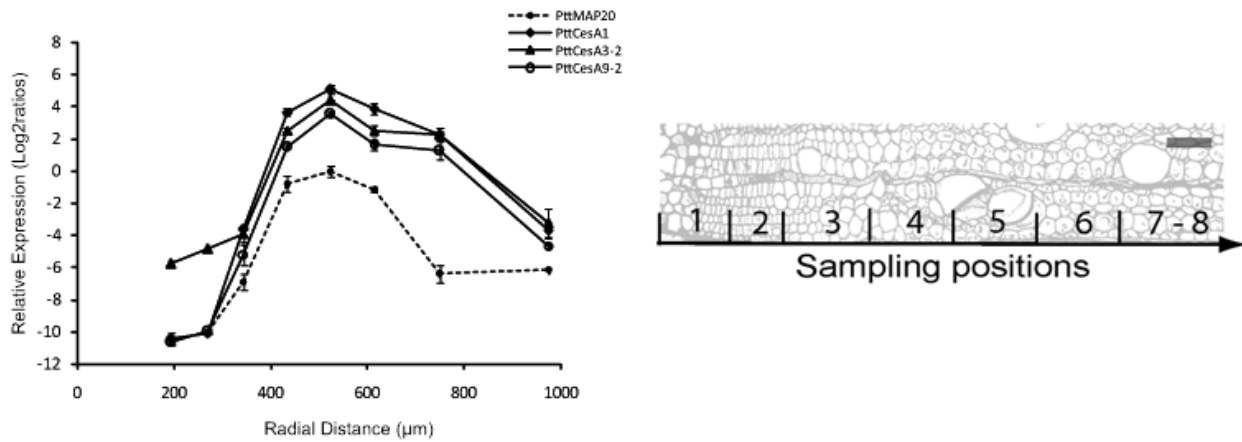 PttMAP20
PttCesA1
PttCesA3-2
PttCesA9-2
Relative Expression (Log2ratios)
8
6
4
2
0
-2
-4
-6
-8
-10
-12
0 200 400 600 800 1000
Radial Distance (µm)
1 2 3 4 5 6 7 - 8
Sampling positions